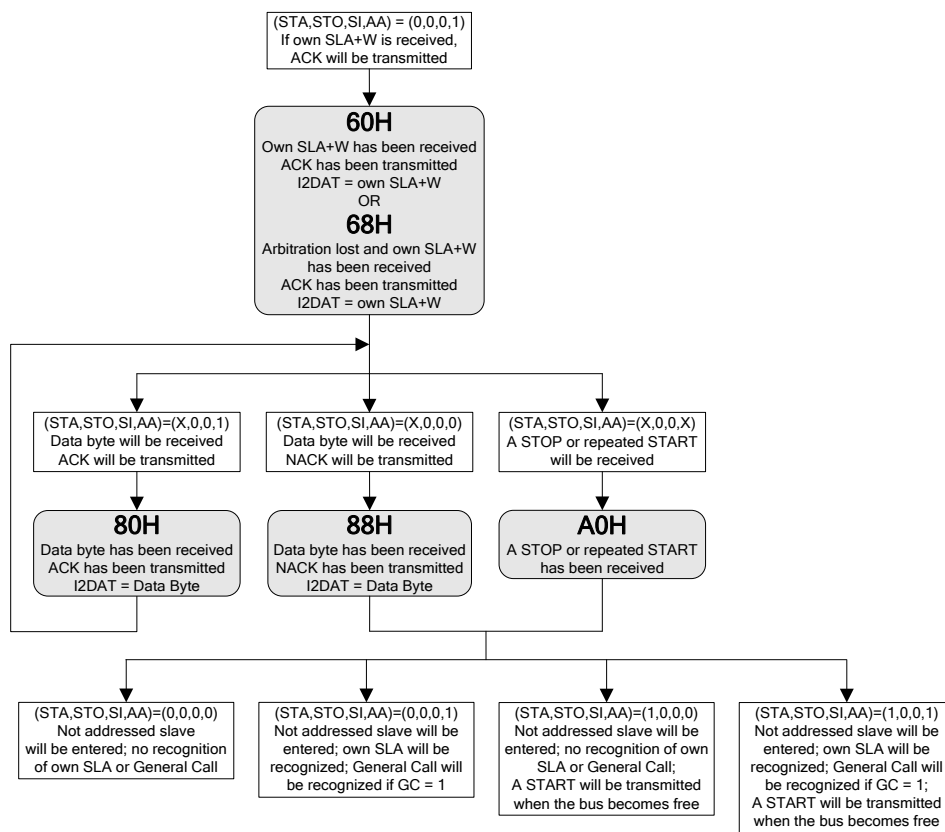 (STA,STO,SI,AA) = (0,0,0,1)
If own SLA+W is received,
ACK will be transmitted
60H
Own SLA+W has been received
ACK has been transmitted
I2DAT = own SLA+W
OR
68H
Arbitration lost and own SLA+W
has been received
ACK has been transmitted
I2DAT = own SLA+W
(STA,STO,SI,AA)=(X,0,0,1)
Data byte will be received
ACK will be transmitted
(STA,STO,SI,AA)=(X,0,0,0)
Data byte will be received
NACK will be transmitted
(STA,STO,SI,AA)=(X,0,0,X)
A STOP or repeated START
will be received
80H
Data byte has been received
ACK has been transmitted
I2DAT = Data Byte
88H
Data byte has been received
NACK has been transmitted
I2DAT = Data Byte
A0H
A STOP or repeated START
has been received
(STA,STO,SI,AA)=(0,0,0,0)
Not addressed slave
will be entered; no recognition
of own SLA or General Call
(STA,STO,SI,AA)=(0,0,0,1)
Not addressed slave will be
entered; own SLA will be
recognized; General Call will
be recognized if GC = 1
(STA,STO,SI,AA)=(1,0,0,0)
Not addressed slave will be
entered; no recognition of own
SLA or General Call;
A START will be transmitted
when the bus becomes free
(STA,STO,SI,AA)=(1,0,0,1)
Not addressed slave will be
entered; own SLA will be
recognized; General Call will
be recognized if GC = 1;
A START will be transmitted
when the bus becomes free